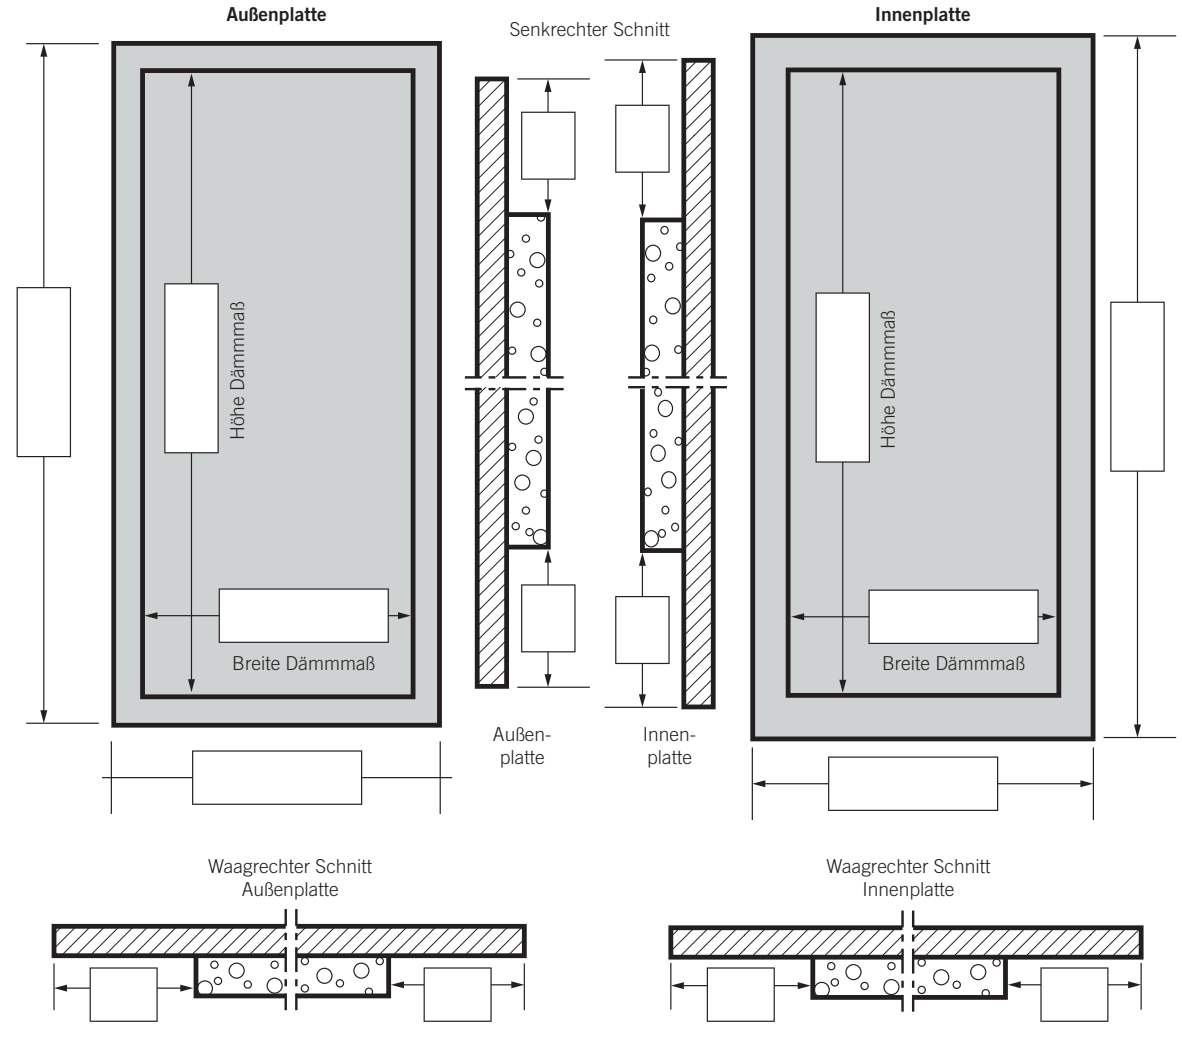 Außenplatte
Senkrechter Schnitt
Innenplatte
Höhe Dämmmaß
Breite Dämmmaß
Höhe Dämmmaß
Breite Dämmmaß
Außen-
platte
Innen-
platte
Waagrechter Schnitt
Außenplatte
Waagrechter Schnitt
Innenplatte